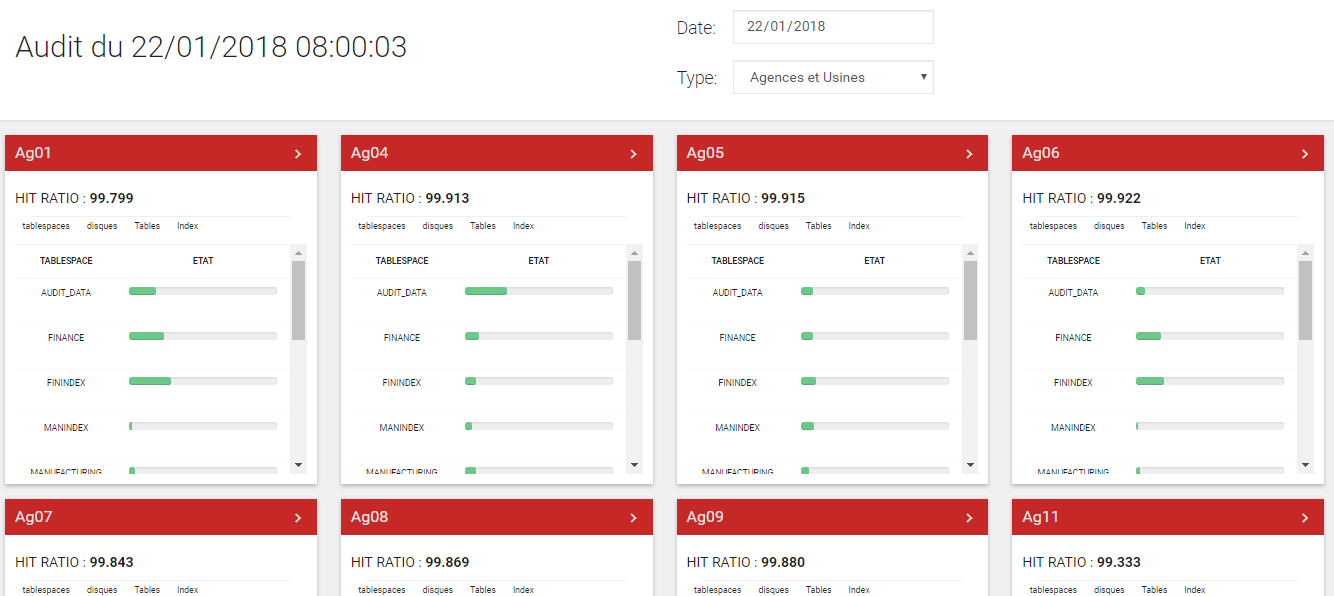 Audit du 22/01/2018 08:00:03
Date: 22/01/2018
Type: Agences et Usines
Ag01
HIT RATIO : 99.799
tablespaces disques Tables Index
TABLESPACE ETAT
AUDIT_DATA
FINANCE
FININDEX
MANINDEX
MANUFACTURING
Ag04
HIT RATIO : 99.913
tablespaces disques Tables Index
TABLESPACE ETAT
AUDIT_DATA
FINANCE
FININDEX
MANINDEX
MANUFACTURING
Ag05
HIT RATIO : 99.915
tablespaces disques Tables Index
TABLESPACE ETAT
AUDIT_DATA
FINANCE
FININDEX
MANINDEX
MANUFACTURING
Ag06
HIT RATIO : 99.922
tablespaces disques Tables Index
TABLESPACE ETAT
AUDIT_DATA
FINANCE
FININDEX
MANINDEX
MANUFACTURING
Ag07
HIT RATIO : 99.843
tablespaces disques Tables Index
Ag08
HIT RATIO : 99.869
tablespaces disques Tables Index
Ag09
HIT RATIO : 99.880
tablespaces disques Tables Index
Ag11
HIT RATIO : 99.333
tablespaces disques Tables Index